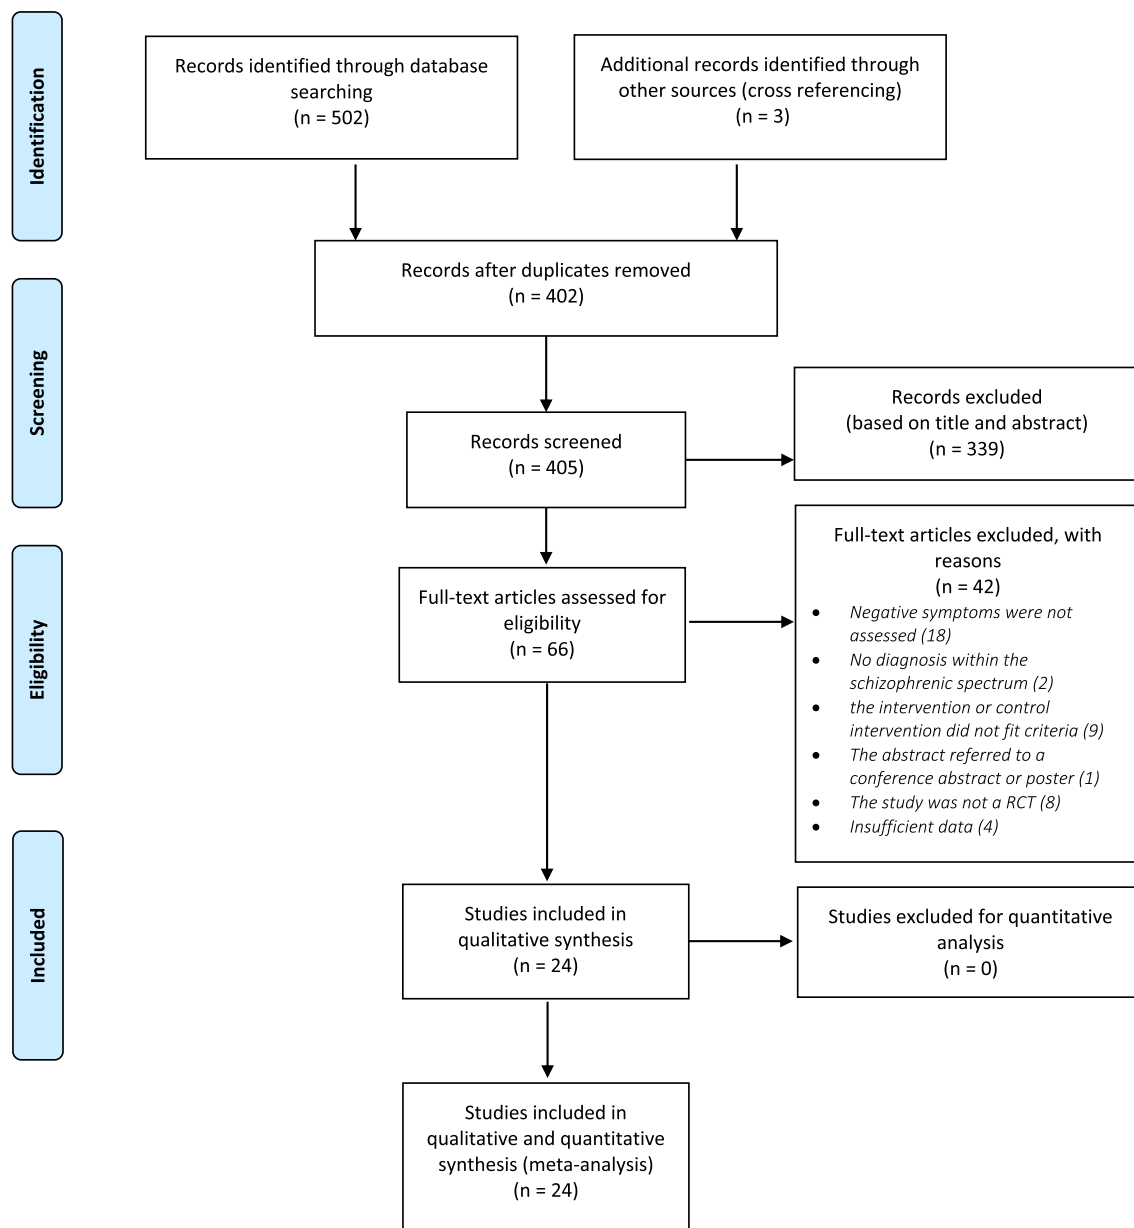 Identification
Records identified through database
searching
(n = 502)
Additional records identified through
other sources (cross referencing)
(n = 3)
Records after duplicates removed
(n = 402)
Screening
Records screened
(n = 405)
Records excluded
(based on title and abstract)
(n = 339)
Eligibility
Full-text articles assessed for
eligibility
(n = 66)
Full-text articles excluded, with
reasons
(n = 42)
• Negative symptoms were not
assessed (18)
• No diagnosis within the
schizophrenic spectrum (2)
• the intervention or control
intervention did not fit criteria (9)
• The abstract referred to a
conference abstract or poster (1)
• The study was not a RCT (8)
• Insufficient data (4)
Included
Studies included in
qualitative synthesis
(n = 24)
Studies excluded for quantitative
analysis
(n = 0)
Studies included in
qualitative and quantitative
synthesis (meta-analysis)
(n = 24)